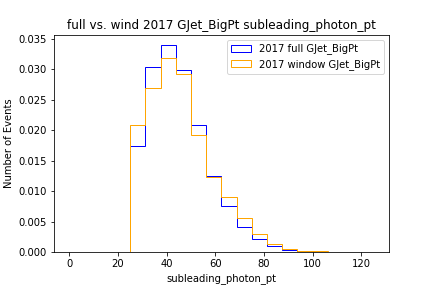 full vs. wind 2017 GJet_BigPt subleading_photon_pt
2017 full GJet_BigPt
2017 window GJet_BigPt
Number of Events
0.035
0.030
0.025
0.020
0.015
0.010
0.005
0.000
0 20 40 60 80 100 120
subleading_photon_pt